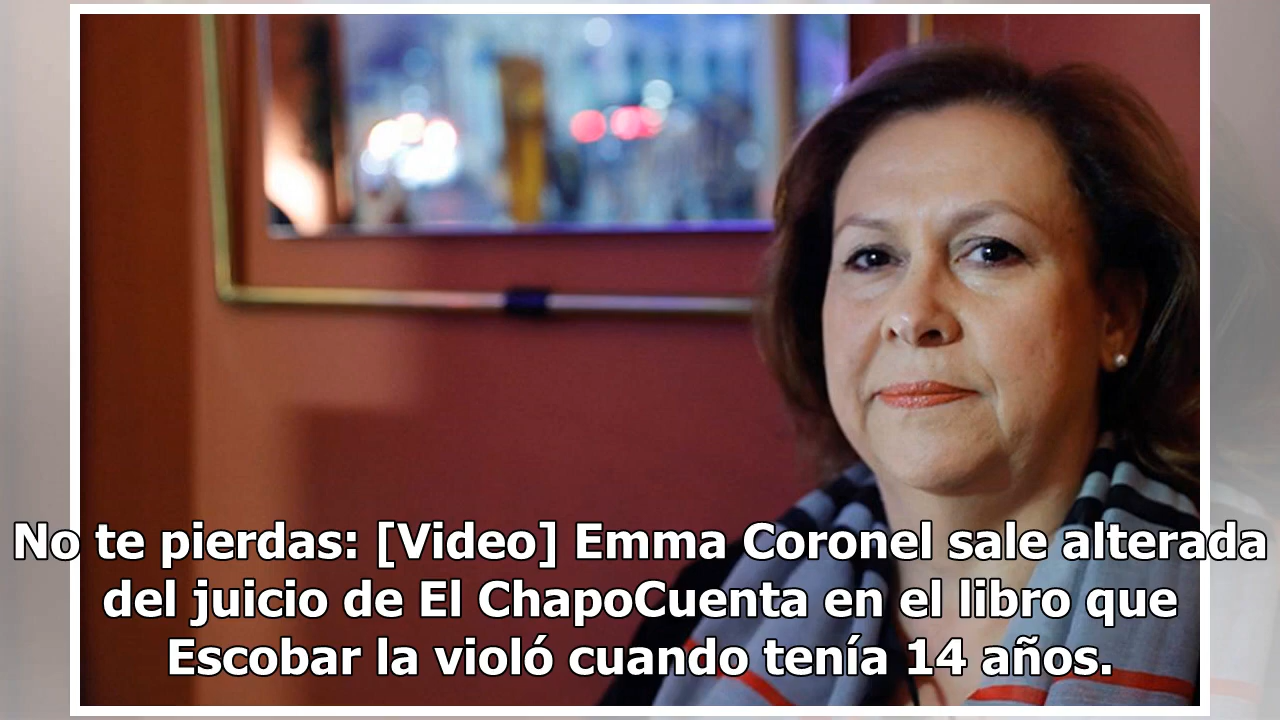 No te pierdas: [Video] Emma Coronel sale alterada
del juicio de El ChapoCuenta en el libro que
Escobar la violó cuando tenía 14 años.